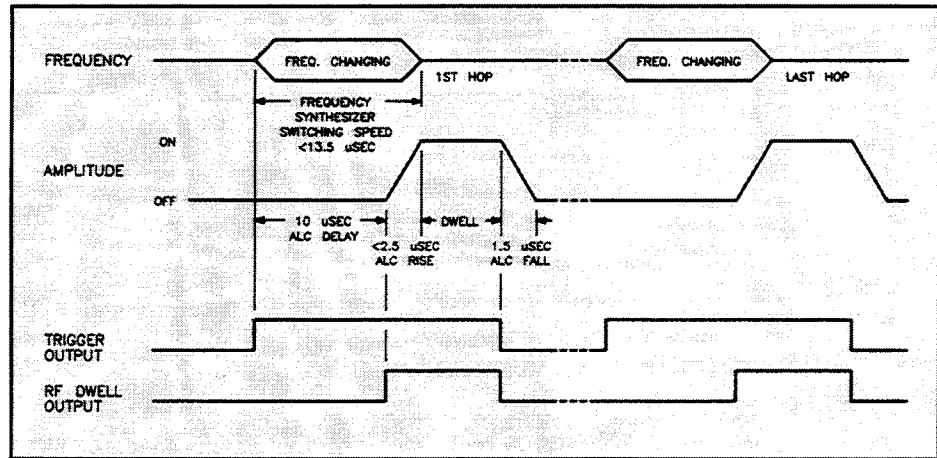 FREQUENCY
FREQ. CHANGING
1ST HOP
FREQ. CHANGING
LAST HOP
FREQUENCY
SYNTHESIZER
SWITCHING SPEED
<13.5 uSEC
ON
AMPLITUDE
OFF
10 uSEC
ALC DELAY
<2.5 uSEC
ALC RISE
DWELL
1.5 uSEC
ALC FALL
TRIGGER
OUTPUT
RF DWELL
OUTPUT